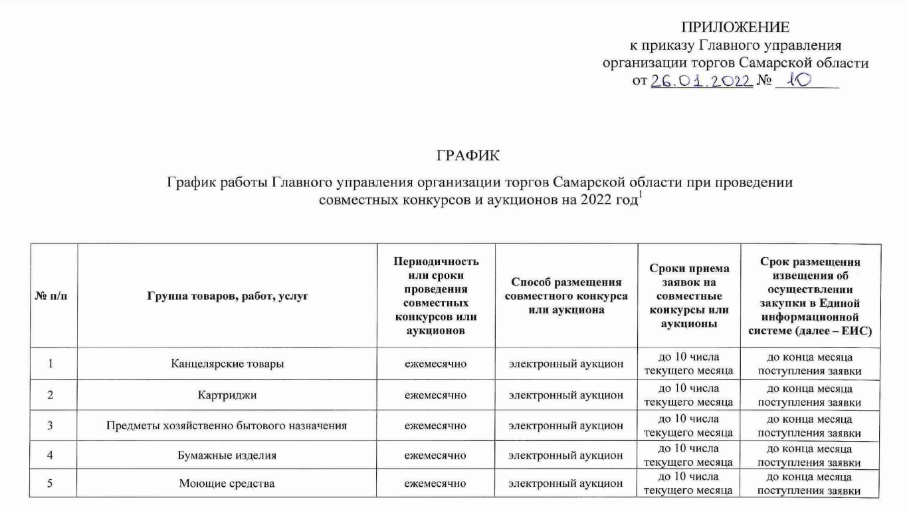 ПРИЛОЖЕНИЕ
к приказу Главного управления
организации торгов Самарской области
от 26.01.2022 № 10
ГРАФИК
График работы Главного управления организации торгов Самарской области при проведении
совместных конкурсов и аукционов на 2022 год1
№ п/п
Группа товаров, работ, услуг
Периодичность
или сроки
проведения
совместных
конкурсов или
аукционов
Способ размещения
совместного конкурса
или аукциона
Сроки приема
заявок на
совместные
конкурсы или
аукционы
Срок размещения
извещения об
осуществлении
закупки в Единой
информационной
системе (далее – ЕИС)
1 Канцелярские товары ежемесячно электронный аукцион до 10 числа
текущего месяца до конца месяца
поступления заявки
2 Картриджи ежемесячно электронный аукцион до 10 числа
текущего месяца до конца месяца
поступления заявки
3 Предметы хозяйственно бытового назначения ежемесячно электронный аукцион до 10 числа
текущего месяца до конца месяца
поступления заявки
4 Бумажные изделия ежемесячно электронный аукцион до 10 числа
текущего месяца до конца месяца
поступления заявки
5 Моющие средства ежемесячно электронный аукцион до 10 числа
текущего месяца до конца месяца
поступления заявки